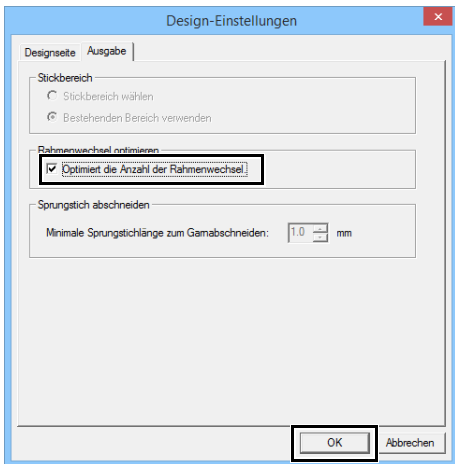 Design-Einstellungen
Designseite Ausgabe
Stickbereich
Stickbereich wählen
Bestehenden Bereich verwenden
Rahmenwechsel optimieren
Optimiert die Anzahl der Rahmenwechsel.
Sprungstich abschneiden
Minimale Sprungstichlänge zum Garnabschneiden: 1.0 mm
OK Abbrechen